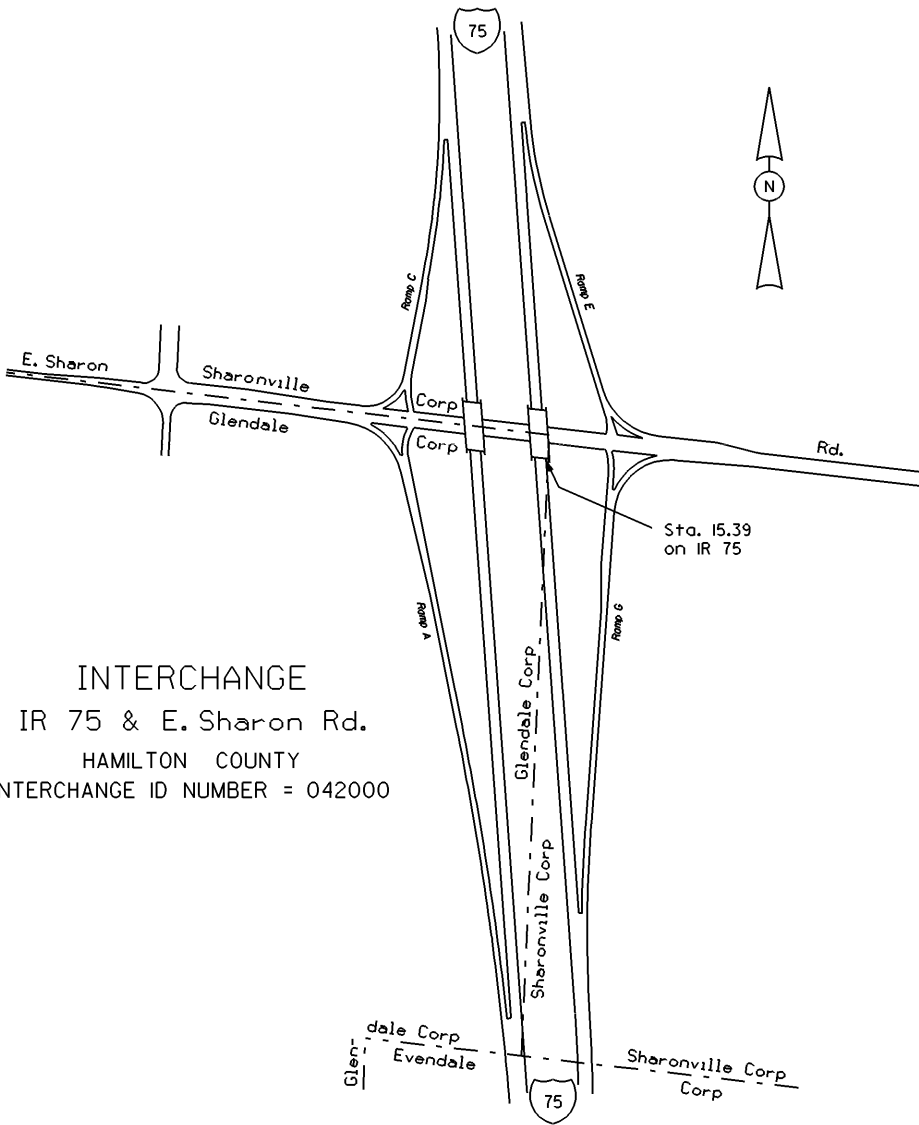 75
N
Ramp C
Ramp E
E. Sharon
Sharonville
Corp
Glendale
Corp
Rd.
Sta. 15.39
on IR 75
Ramp A
Ramp G
Glendale Corp
INTERCHANGE
IR 75 & E. Sharon Rd.
HAMILTON COUNTY
NTERCHANGE ID NUMBER = 042000
Sharonville Corp
dale Corp
Glen-
Evendale
Sharonville Corp
Corp
75